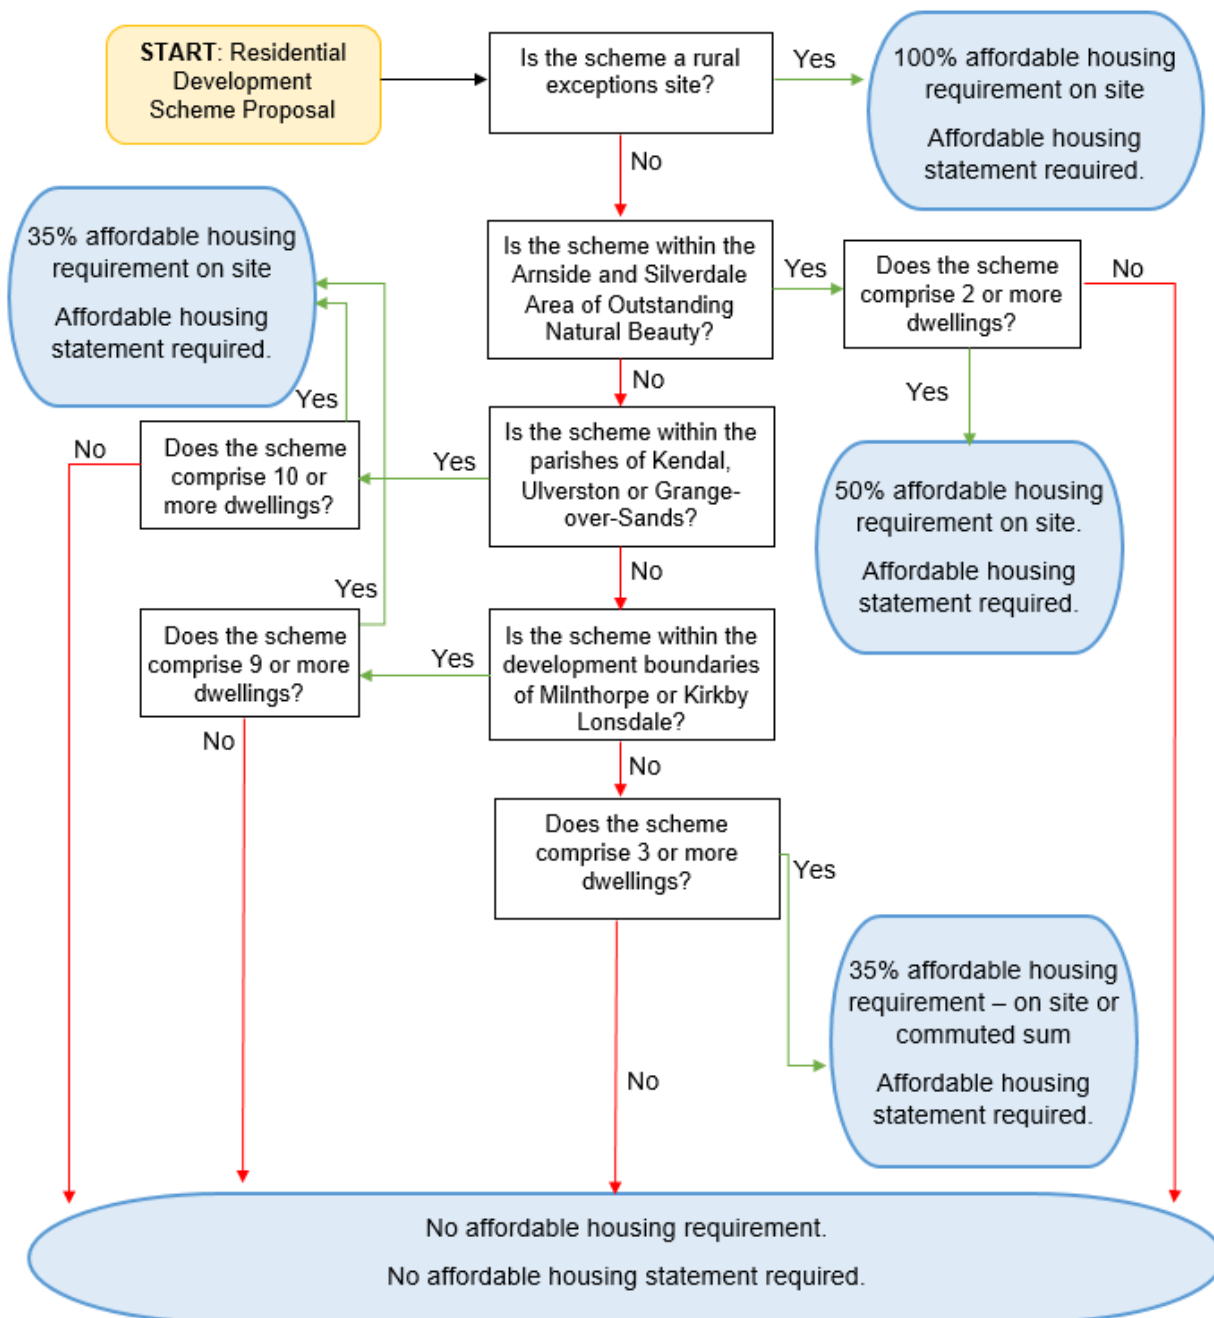 START: Residential
Development
Scheme Proposal
Is the scheme a rural
exceptions site?
Yes
100% affordable housing
requirement on site
Affordable housing
statement required.
No
35% affordable housing
requirement on site
Affordable housing
statement required.
Is the scheme within the
Arnside and Silverdale
Area of Outstanding
Natural Beauty?
Yes
Does the scheme
comprise 2 or more
dwellings?
No
No
Yes
Yes
No
Does the scheme
comprise 10 or
more dwellings?
Yes
Is the scheme within the
parishes of Kendal,
Ulverston or Grange-
over-Sands?
50% affordable housing
requirement on site.
Affordable housing
statement required.
No
Yes
Does the scheme
comprise 9 or more
dwellings?
Yes
Is the scheme within the
development boundaries
of Milnthorpe or Kirkby
Lonsdale?
No
No
Does the scheme
comprise 3 or more
dwellings?
Yes
35% affordable housing
requirement – on site or
commuted sum
Affordable housing
statement required.
No
No affordable housing requirement.
No affordable housing statement required.